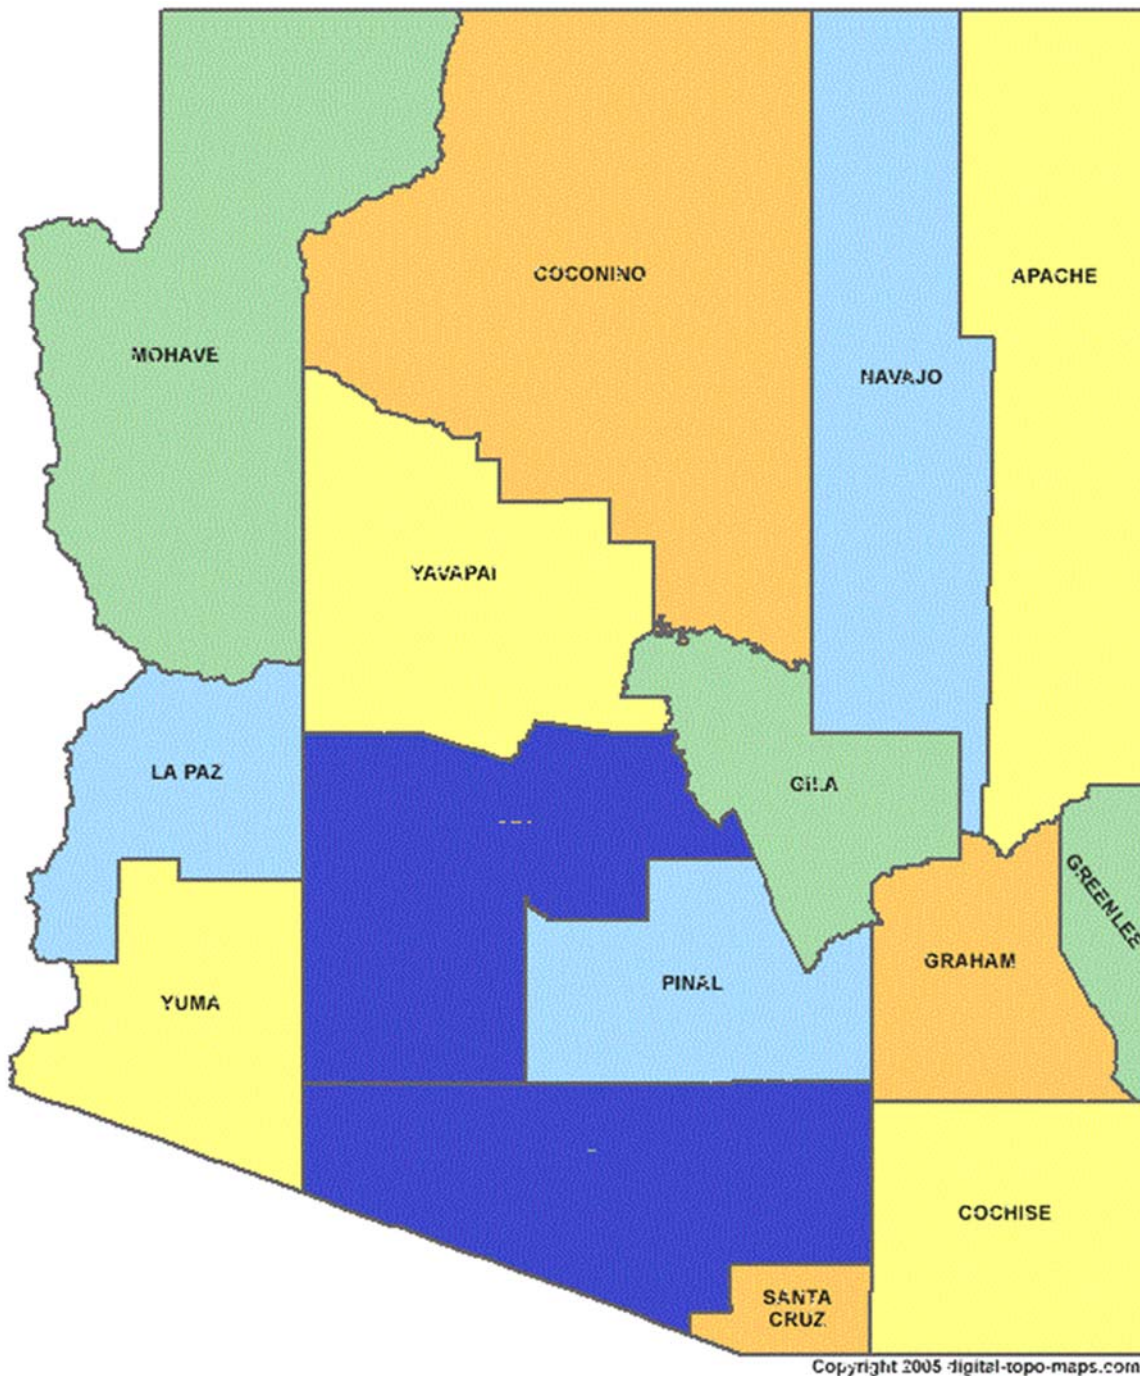 COCONINO
APACHE
MOHAVE
NAVAJO
YAVAPAI
LA PAZ
GILA
GREENLEE
GRAHAM
PINAL
YUMA
COCHISE
SANTA
CRUZ
Copyright 2005 digital-topo-maps.com